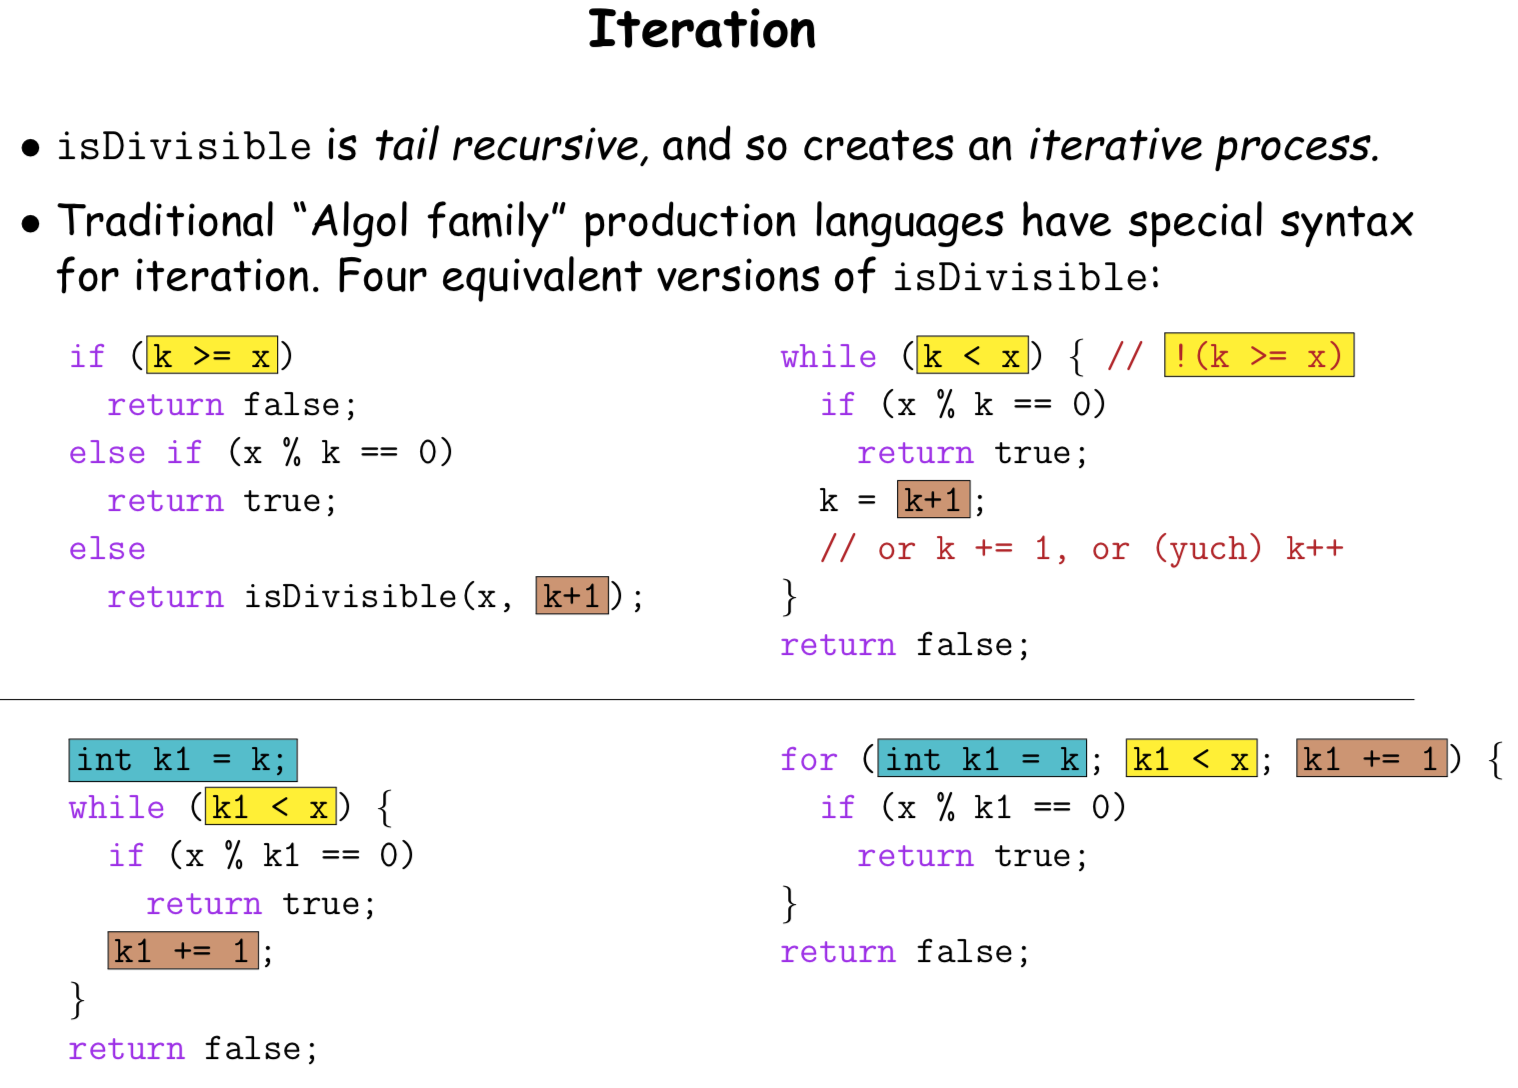 Iteration
• isDivisible is tail recursive, and so creates an iterative process.
• Traditional “Algol family” production languages have special syntax
for iteration. Four equivalent versions of isDivisible:
if (k >= x)
  return false;
else if (x % k == 0)
  return true;
else
  return isDivisible(x, k+1);
while (k < x) { // !(k >= x)
  if (x % k == 0)
    return true;
  k = k+1;
  // or k += 1, or (yuch) k++
}
return false;
int k1 = k;
while (k1 < x) {
  if (x % k1 == 0)
    return true;
  k1 += 1;
}
return false;
for (int k1 = k; k1 < x; k1 += 1) {
  if (x % k1 == 0)
    return true;
}
return false;